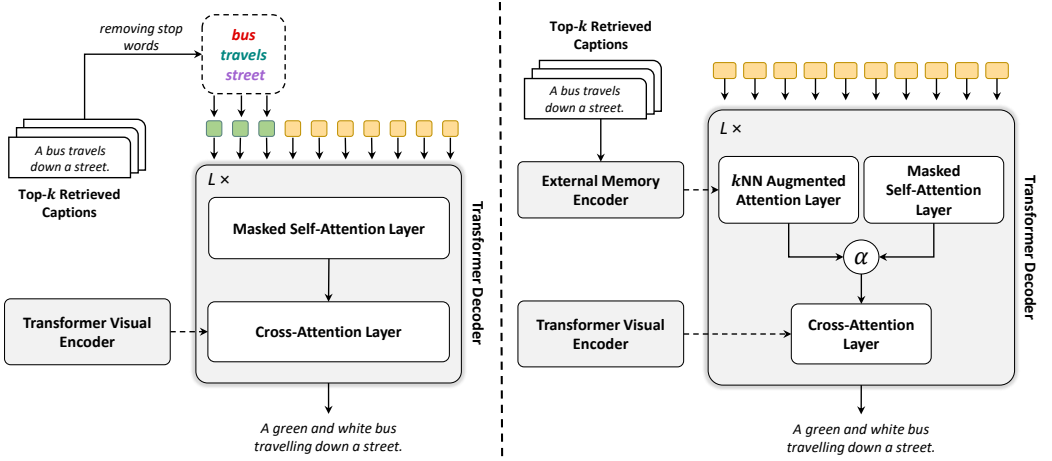 removing stop
words
bus
travels
street
A bus travels
down a street.
Top-k Retrieved
Captions
L ×
Masked Self-Attention Layer
Cross-Attention Layer
Transformer Decoder
Transformer Visual
Encoder
A green and white bus
travelling down a street.
Top-k Retrieved
Captions
A bus travels
down a street.
External Memory
Encoder
L ×
kNN Augmented
Attention Layer
Masked
Self-Attention
Layer
α
Cross-Attention
Layer
Transformer Decoder
Transformer Visual
Encoder
A green and white bus
travelling down a street.